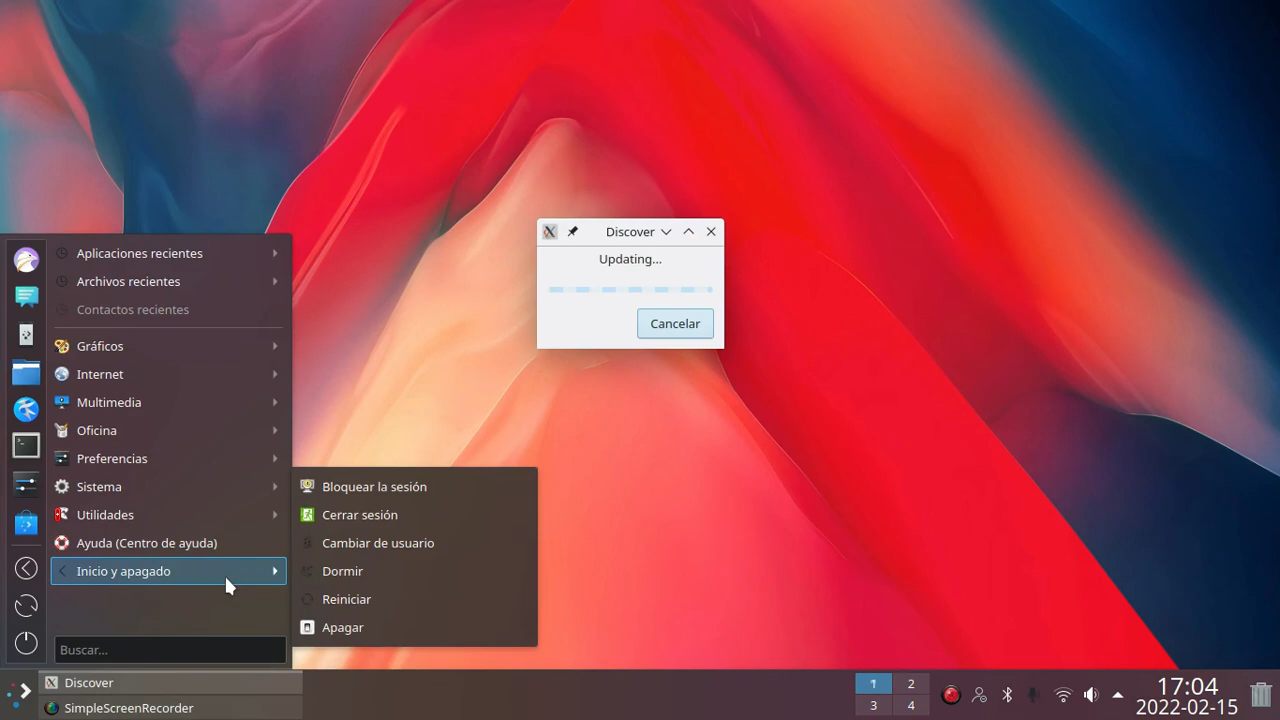 Discover
Updating...
Cancelar
Aplicaciones recientes
Archivos recientes
Contactos recientes
Gráficos
Internet
Multimedia
Oficina
Preferencias
Sistema
Utilidades
Ayuda (Centro de ayuda)
Inicio y apagado
Buscar...
Bloquear la sesión
Cerrar sesión
Cambiar de usuario
Dormir
Reiniciar
Apagar
Discover
SimpleScreenRecorder
1 2
3 4
17:04
2022-02-15